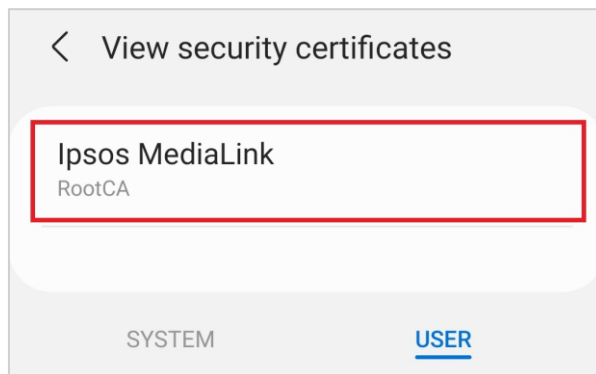 View security certificates
Ipsos MediaLink
RootCA
SYSTEM USER